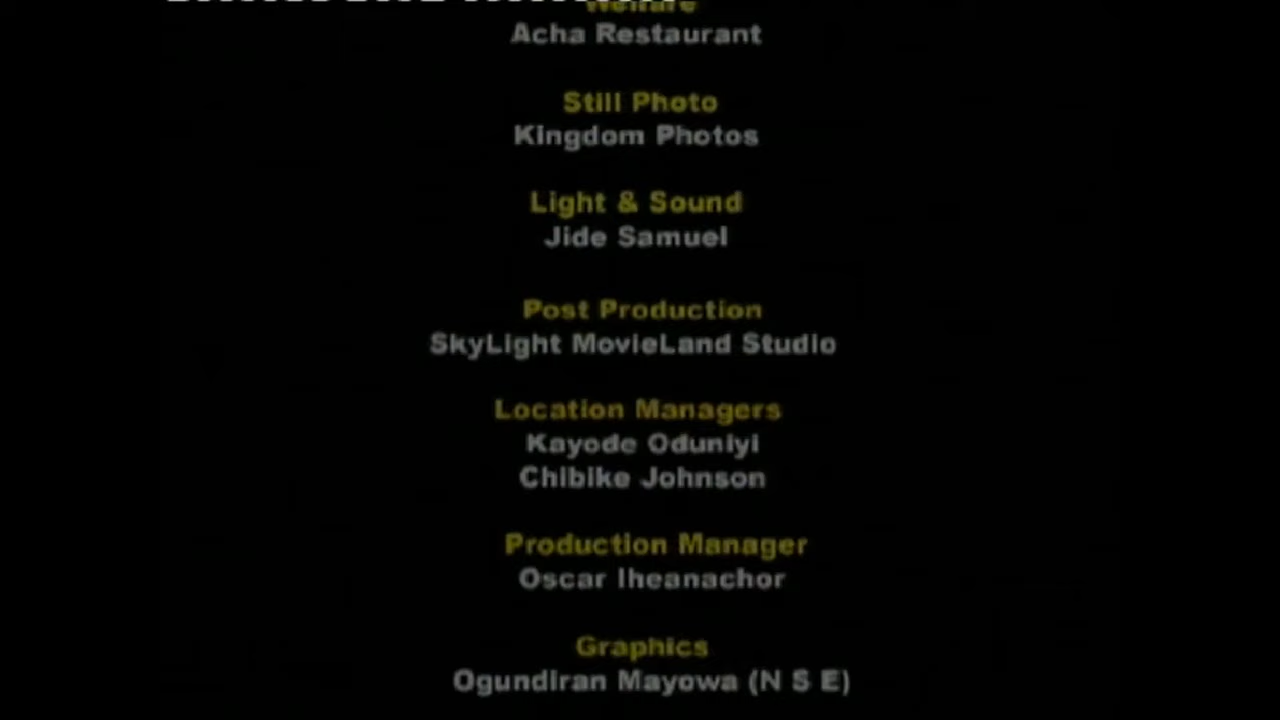 Welfare
Acha Restaurant
Still Photo
Kingdom Photos
Light & Sound
Jide Samuel
Post Production
SkyLight MovieLand Studio
Location Managers
Kayode Oduniyi
Chibike Johnson
Production Manager
Oscar Iheanachor
Graphics
Ogundiran Mayowa (N S E)